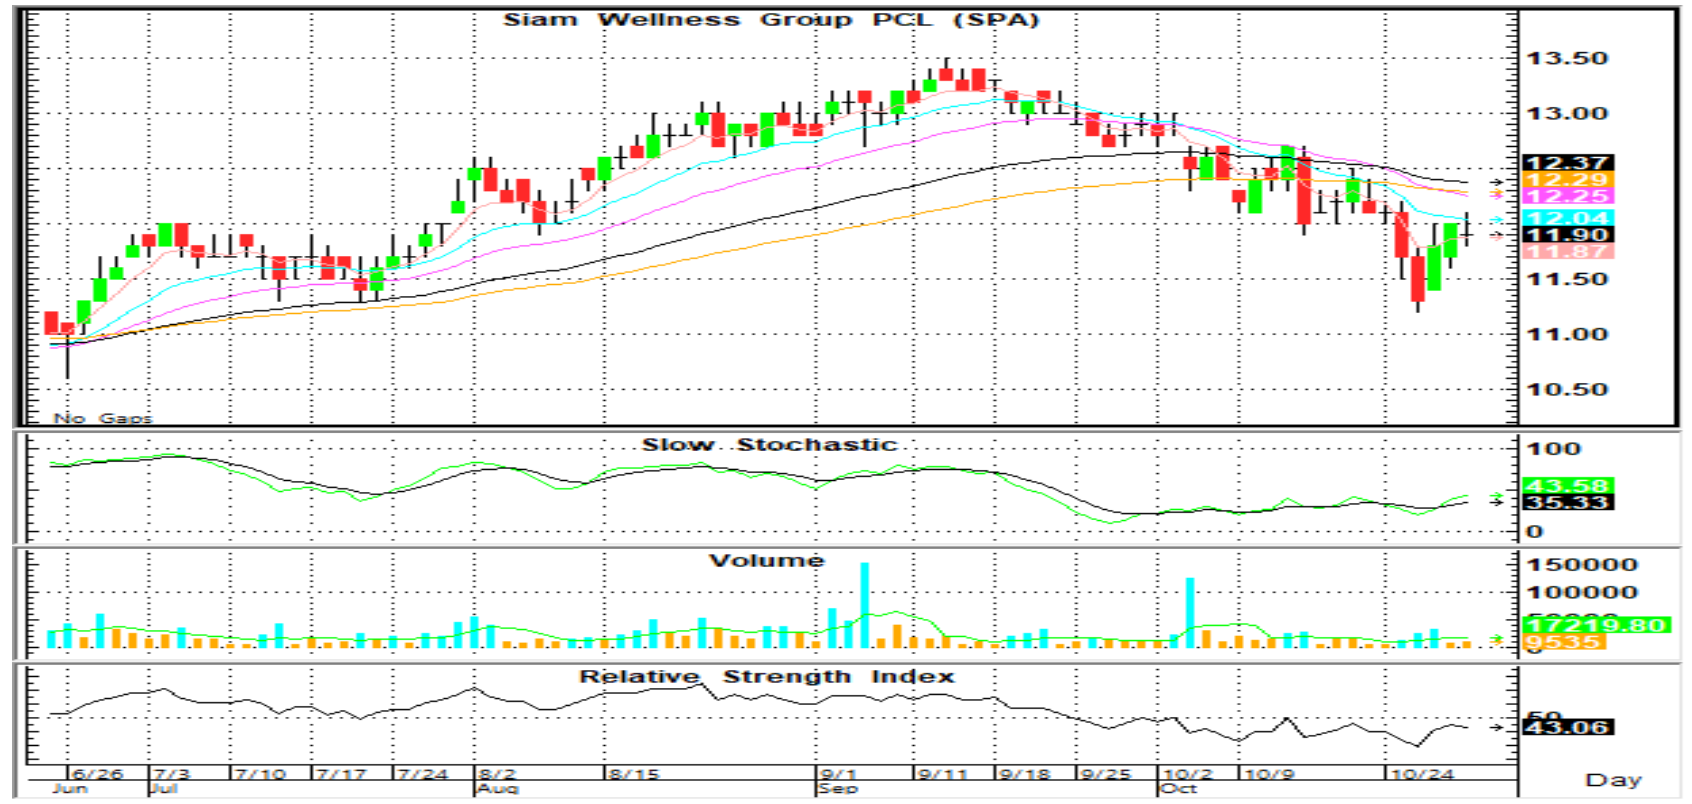 Siam Wellness Group PCL (SPA)
13.50
13.00
12.37
12.29
12.25
12.04
11.90
11.87
11.50
11.00
10.50
No Gaps
Slow Stochastic
100
43.58
35.33
0
Volume
150000
100000
17219.80
9535
0
Relative Strength Index
50
43.06
6/26 7/3 7/10 7/17 7/24 8/2 8/15 9/1 9/11 9/18 9/25 10/2 10/9 10/24
Jun Jul Aug Sep Oct
Day